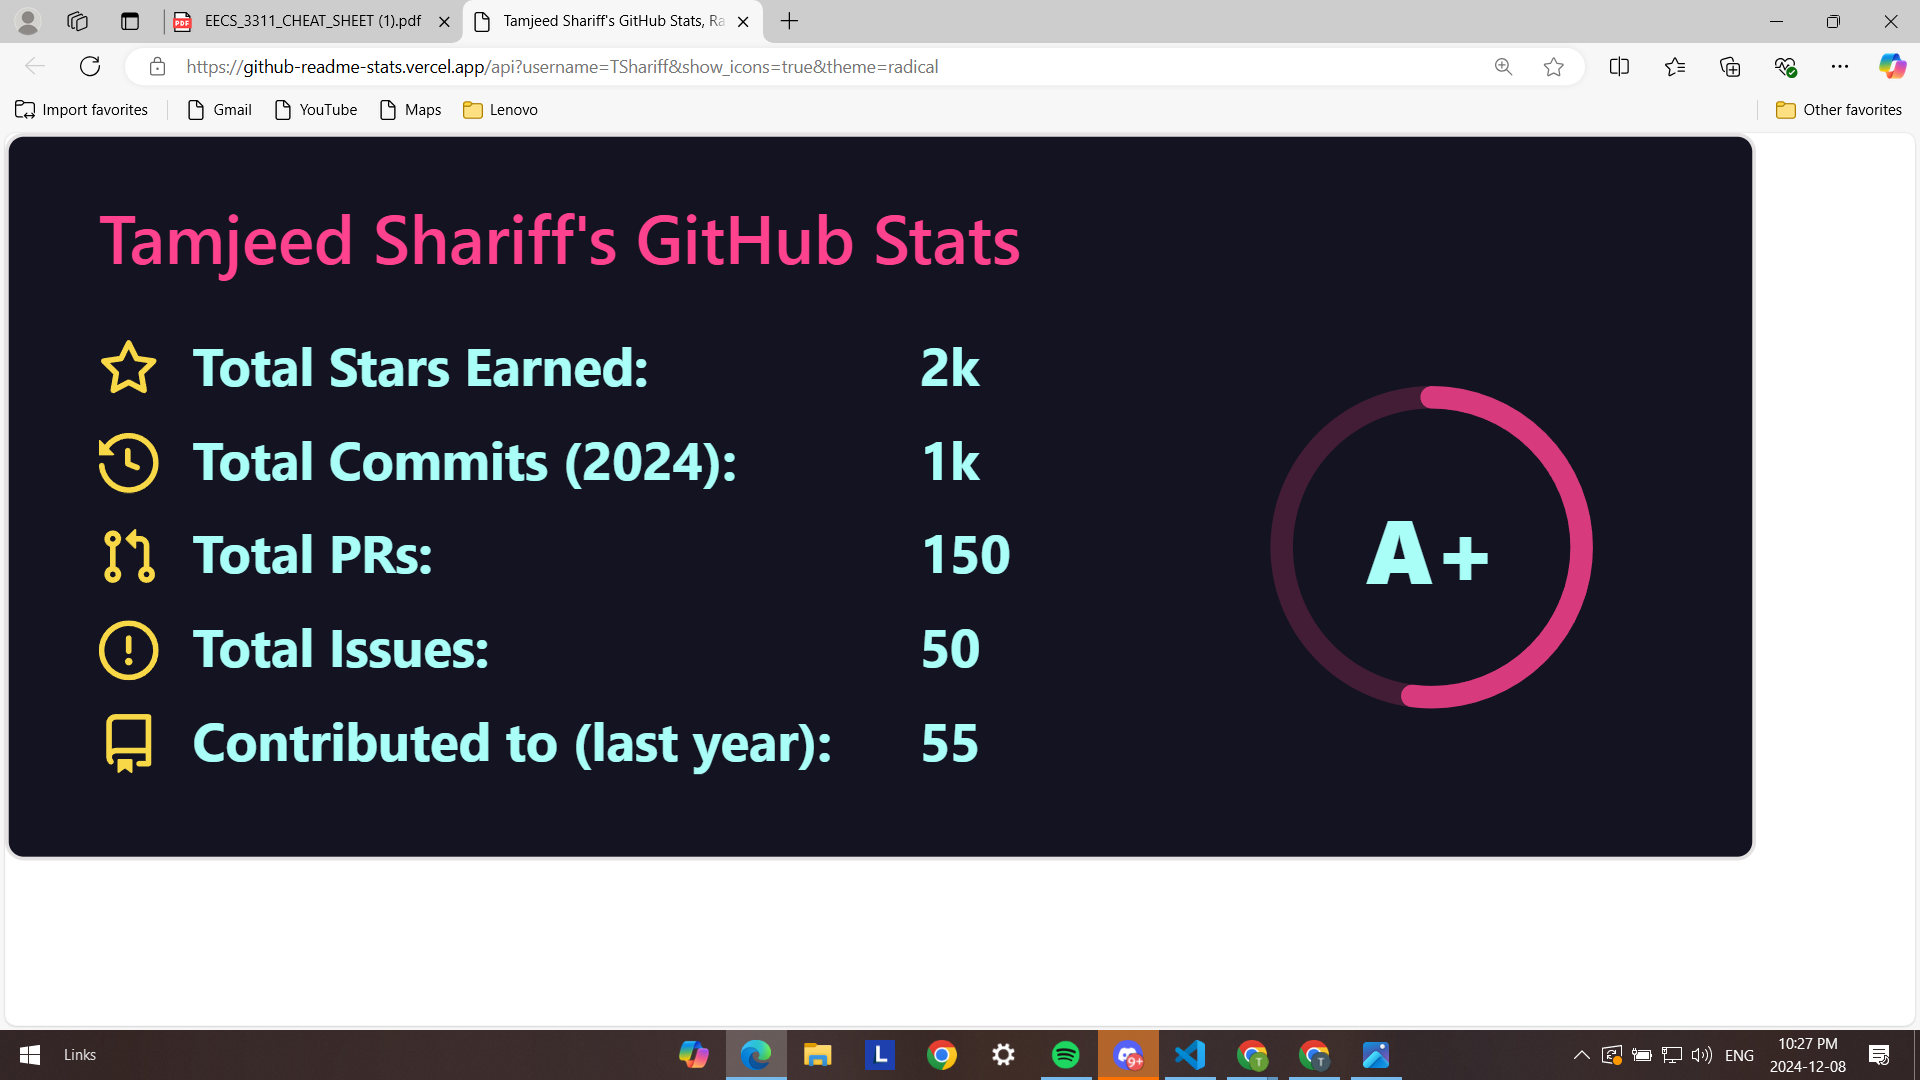 EECS_3311_CHEAT_SHEET (1).pdf
Tamjeed Shariff's GitHub Stats, Ra
https://github-readme-stats.vercel.app/api?username=TShariff&show_icons=true&theme=radical
Import favorites
Gmail
YouTube
Maps
Lenovo
Other favorites
Tamjeed Shariff's GitHub Stats
Total Stars Earned: 2k
Total Commits (2024): 1k
Total PRs: 150
Total Issues: 50
Contributed to (last year): 55
A+
Links
L
9+
T
T
ENG
10:27 PM
2024-12-08